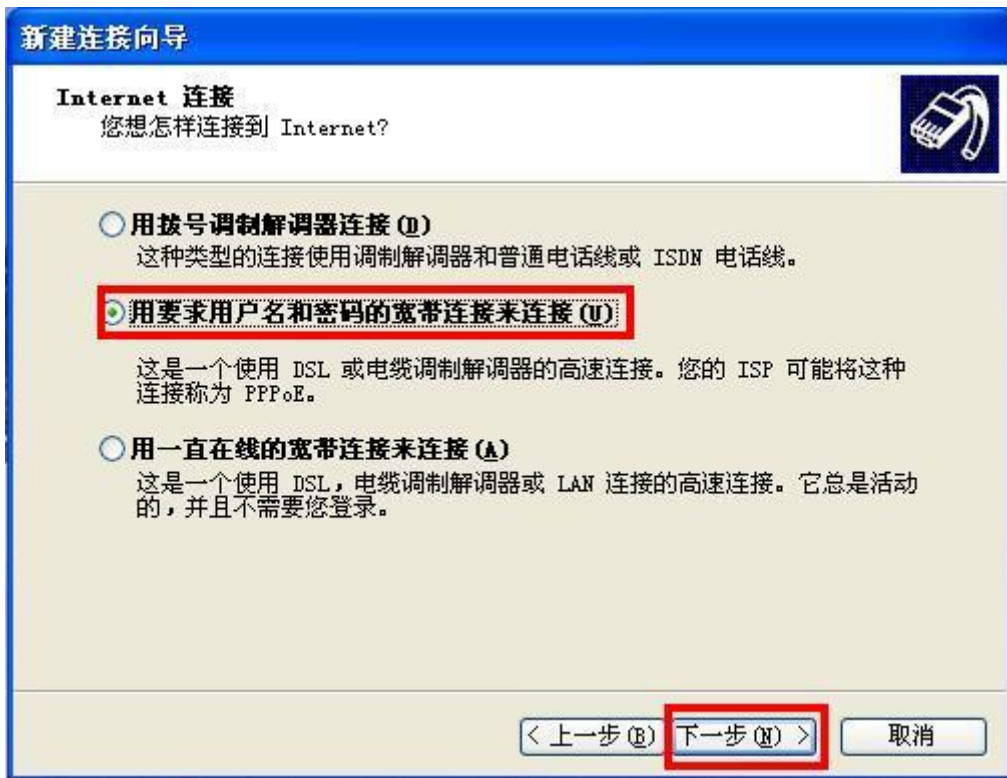 新建连接向导
Internet 连接
您想怎样连接到 Internet?
用拨号调制解调器连接(D)
这种类型的连接使用调制解调器和普通电话线或 ISDN 电话线。
用要求用户名和密码的宽带连接来连接(U)
这是一个使用 DSL 或电缆调制解调器的高速连接。您的 ISP 可能将这种
连接称为 PPPoE。
用一直在线的宽带连接来连接(A)
这是一个使用 DSL,电缆调制解调器或 LAN 连接的高速连接。它总是活动
的,并且不需要您登录。
< 上一步(B) 下一步(N) > 取消